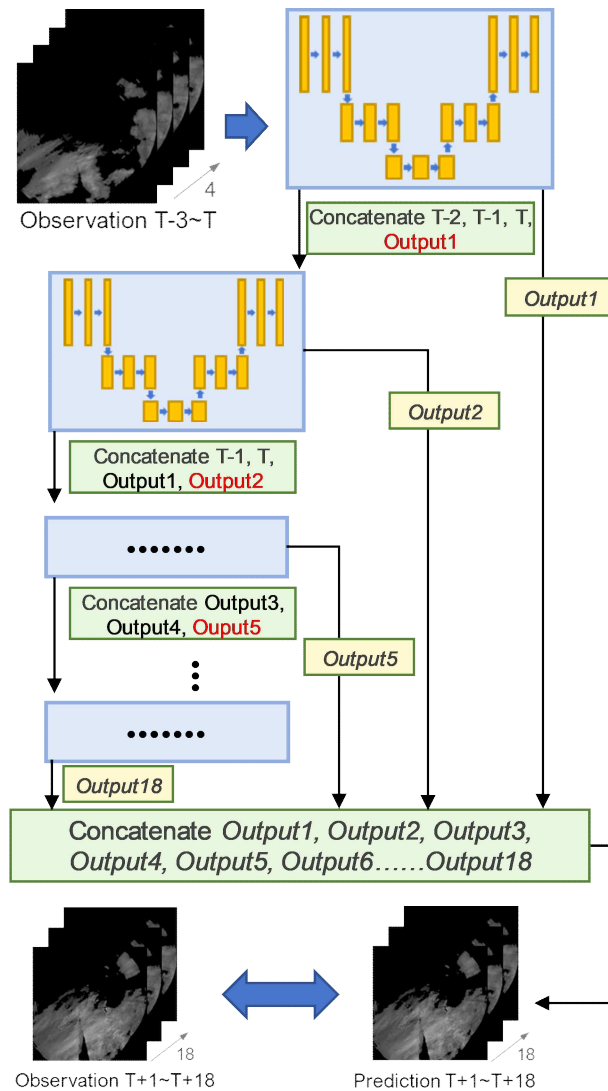 4
Observation T-3~T
Concatenate T-2, T-1, T,
Output1
Output1
Output2
Concatenate T-1, T,
Output1, Output2
Concatenate Output3,
Output4, Ouput5
Output5
Output18
Concatenate Output1, Output2, Output3,
Output4, Output5, Output6......Output18
18
Observation T+1~T+18
18
Prediction T+1~T+18